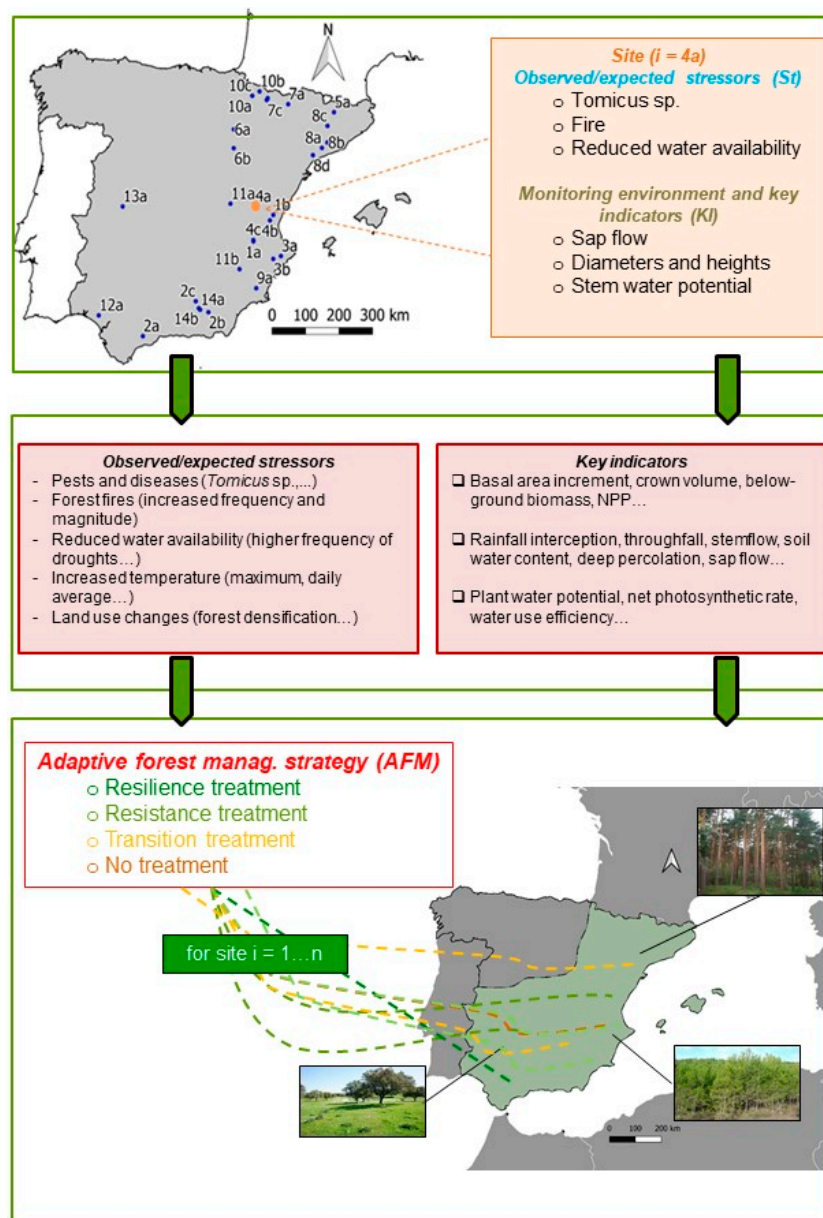 N
10c
10b
10a
7c
7a
5a
8c
6a
8a
8b
6b
8d
13a
11a
4a
1b
4c
4b
1a
3a
11b
3b
9a
2c
14a
12a
14b
2b
2a
0 100 200 300 km
Site (i = 4a)
Observed/expected stressors (St)
o Tomicus sp.
o Fire
o Reduced water availability
Monitoring environment and key
indicators (KI)
o Sap flow
o Diameters and heights
o Stem water potential
Observed/expected stressors
- Pests and diseases (Tomicus sp.,...)
- Forest fires (increased frequency and
magnitude)
- Reduced water availability (higher frequency of
droughts…)
- Increased temperature (maximum, daily
average…)
- Land use changes (forest densification…)
Key indicators
❑ Basal area increment, crown volume, below-
ground biomass, NPP…
❑ Rainfall interception, throughfall, stemflow, soil
water content, deep percolation, sap flow…
❑ Plant water potential, net photosynthetic rate,
water use efficiency…
Adaptive forest manag. strategy (AFM)
o Resilience treatment
o Resistance treatment
o Transition treatment
o No treatment
for site i = 1…n
0 100 200 km